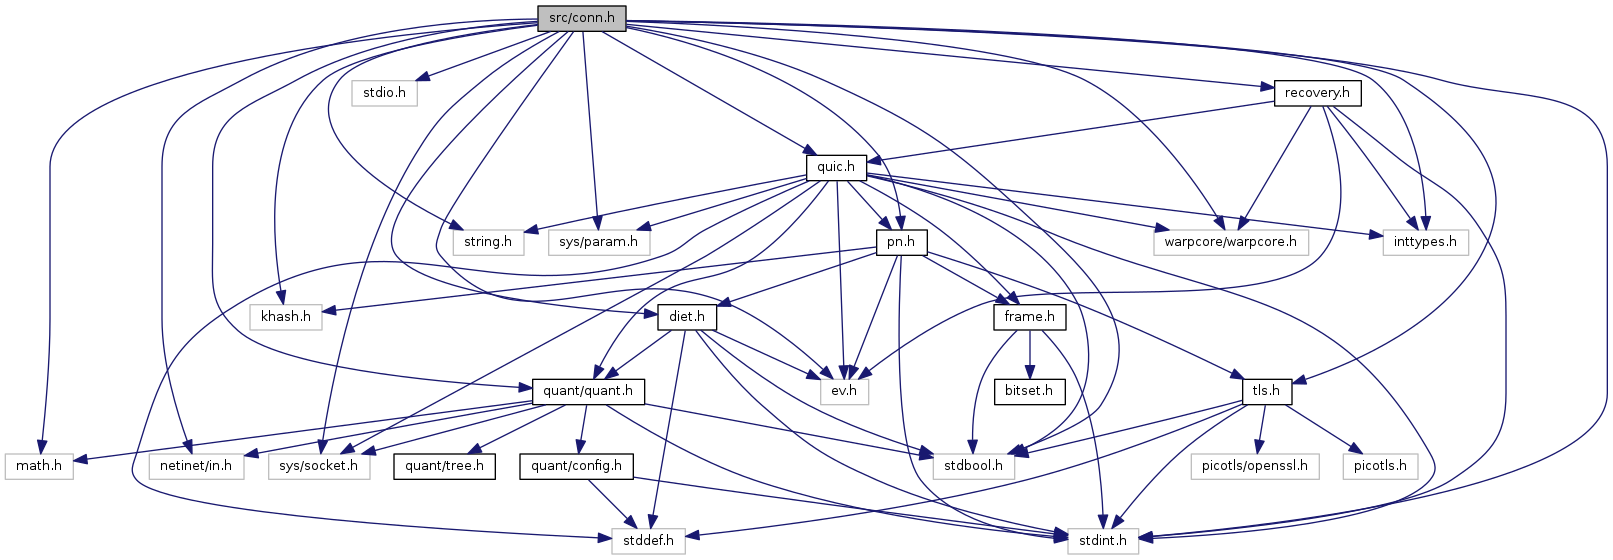 src/conn.h
stdio.h
recovery.h
quic.h
string.h
sys/param.h
pn.h
warpcore/warpcore.h
inttypes.h
khash.h
diet.h
frame.h
quant/quant.h
ev.h
bitset.h
tls.h
math.h
netinet/in.h
sys/socket.h
quant/tree.h
quant/config.h
stdbool.h
picotls/openssl.h
picotls.h
stddef.h
stdint.h